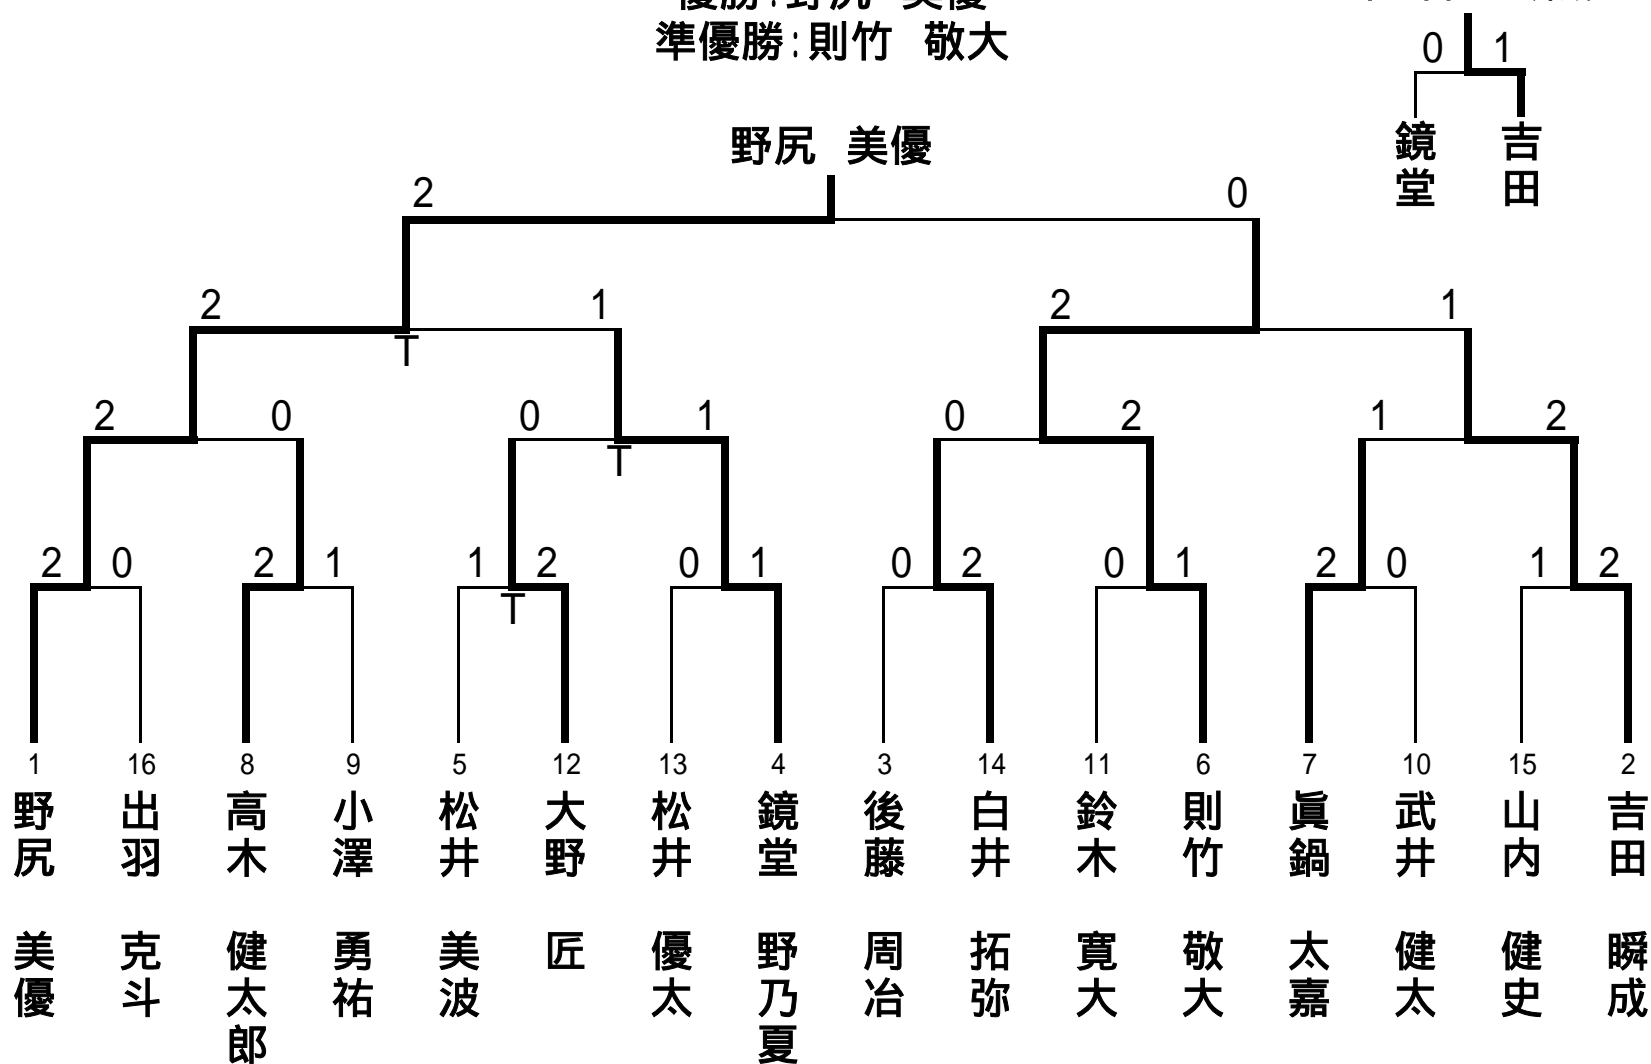 優勝:野尻 美優
準優勝:則竹 敬大
0 1
鏡堂 吉田
野尻 美優
2 0
2 1 2 1
T
2 0 0 1 0 2 1 2
T
2 0 2 1 1 2 0 1 0 2 0 1 2 0 1 2
T
1 16 8 9 5 12 13 4 3 14 11 6 7 10 15 2
野尻 美優
出羽 克斗
高木 健太郎
小澤 勇祐
松井 美波
大野 匠
松井 優太
鏡堂 野乃夏
後藤 周冶
白井 拓弥
鈴木 寛大
則竹 敬大
眞鍋 太嘉
武井 健太
山内 健史
吉田 瞬成